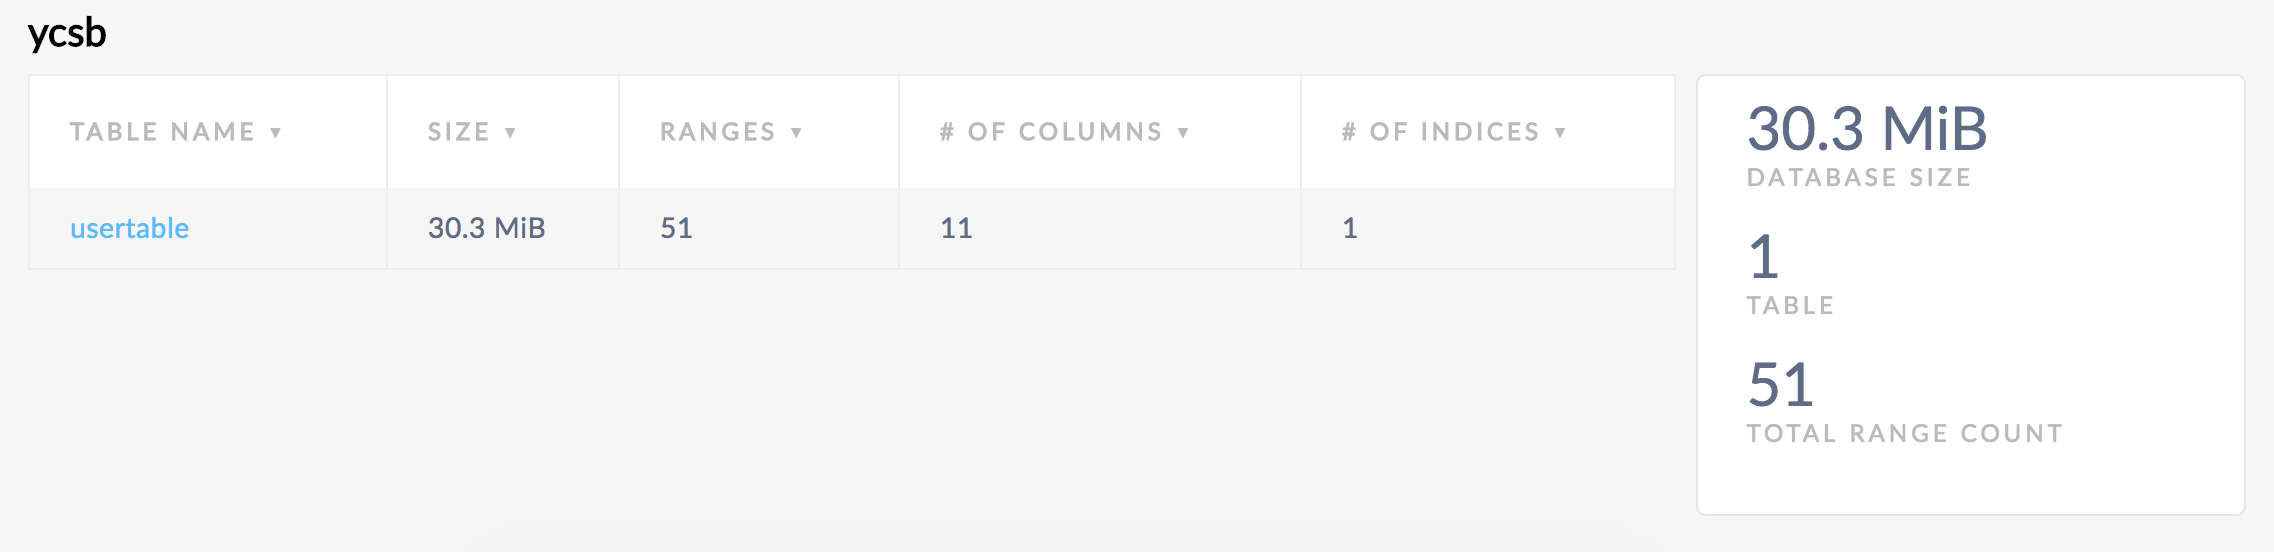 ycsb
TABLE NAME ▼ SIZE ▼ RANGES ▼ # OF COLUMNS ▼ # OF INDICES ▼
usertable 30.3 MiB 51 11 1
30.3 MiB
DATABASE SIZE
1
TABLE
51
TOTAL RANGE COUNT